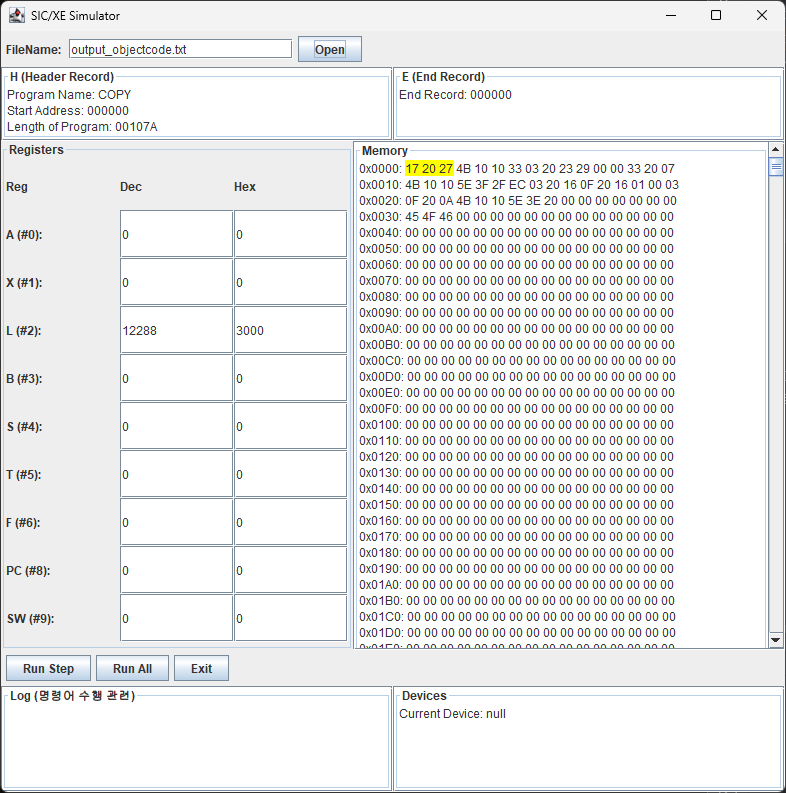 SIC/XE Simulator
FileName: output_objectcode.txt Open
H (Header Record)
Program Name: COPY
Start Address: 000000
Length of Program: 00107A
E (End Record)
End Record: 000000
Registers
Reg Dec Hex
A (#0): 0 0
X (#1): 0 0
L (#2): 12288 3000
B (#3): 0 0
S (#4): 0 0
T (#5): 0 0
F (#6): 0 0
PC (#8): 0 0
SW (#9): 0 0
Memory
0x0000: 17 20 27 4B 10 10 33 03 20 23 29 00 00 33 20 07
0x0010: 4B 10 10 5E 3F 2F EC 03 20 16 0F 20 16 01 00 03
0x0020: 0F 20 0A 4B 10 10 5E 3E 20 00 00 00 00 00 00 00
0x0030: 45 4F 46 00 00 00 00 00 00 00 00 00 00 00 00 00
0x0040: 00 00 00 00 00 00 00 00 00 00 00 00 00 00 00 00
0x0050: 00 00 00 00 00 00 00 00 00 00 00 00 00 00 00 00
0x0060: 00 00 00 00 00 00 00 00 00 00 00 00 00 00 00 00
0x0070: 00 00 00 00 00 00 00 00 00 00 00 00 00 00 00 00
0x0080: 00 00 00 00 00 00 00 00 00 00 00 00 00 00 00 00
0x0090: 00 00 00 00 00 00 00 00 00 00 00 00 00 00 00 00
0x00A0: 00 00 00 00 00 00 00 00 00 00 00 00 00 00 00 00
0x00B0: 00 00 00 00 00 00 00 00 00 00 00 00 00 00 00 00
0x00C0: 00 00 00 00 00 00 00 00 00 00 00 00 00 00 00 00
0x00D0: 00 00 00 00 00 00 00 00 00 00 00 00 00 00 00 00
0x00E0: 00 00 00 00 00 00 00 00 00 00 00 00 00 00 00 00
0x00F0: 00 00 00 00 00 00 00 00 00 00 00 00 00 00 00 00
0x0100: 00 00 00 00 00 00 00 00 00 00 00 00 00 00 00 00
0x0110: 00 00 00 00 00 00 00 00 00 00 00 00 00 00 00 00
0x0120: 00 00 00 00 00 00 00 00 00 00 00 00 00 00 00 00
0x0130: 00 00 00 00 00 00 00 00 00 00 00 00 00 00 00 00
0x0140: 00 00 00 00 00 00 00 00 00 00 00 00 00 00 00 00
0x0150: 00 00 00 00 00 00 00 00 00 00 00 00 00 00 00 00
0x0160: 00 00 00 00 00 00 00 00 00 00 00 00 00 00 00 00
0x0170: 00 00 00 00 00 00 00 00 00 00 00 00 00 00 00 00
0x0180: 00 00 00 00 00 00 00 00 00 00 00 00 00 00 00 00
0x0190: 00 00 00 00 00 00 00 00 00 00 00 00 00 00 00 00
0x01A0: 00 00 00 00 00 00 00 00 00 00 00 00 00 00 00 00
0x01B0: 00 00 00 00 00 00 00 00 00 00 00 00 00 00 00 00
0x01C0: 00 00 00 00 00 00 00 00 00 00 00 00 00 00 00 00
0x01D0: 00 00 00 00 00 00 00 00 00 00 00 00 00 00 00 00
0x01E0: 00 00 00 00 00 00 00 00 00 00 00 00 00 00 00 00
Run Step Run All Exit
Log (명령어 수행 관련)
Devices
Current Device: null